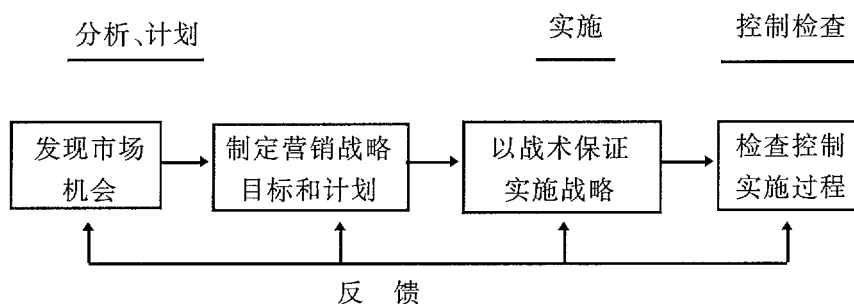 分析、计划
实施
控制检查
发现市场
机会
制定营销战略
目标和计划
以战术保证
实施战略
检查控制
实施过程
反 馈